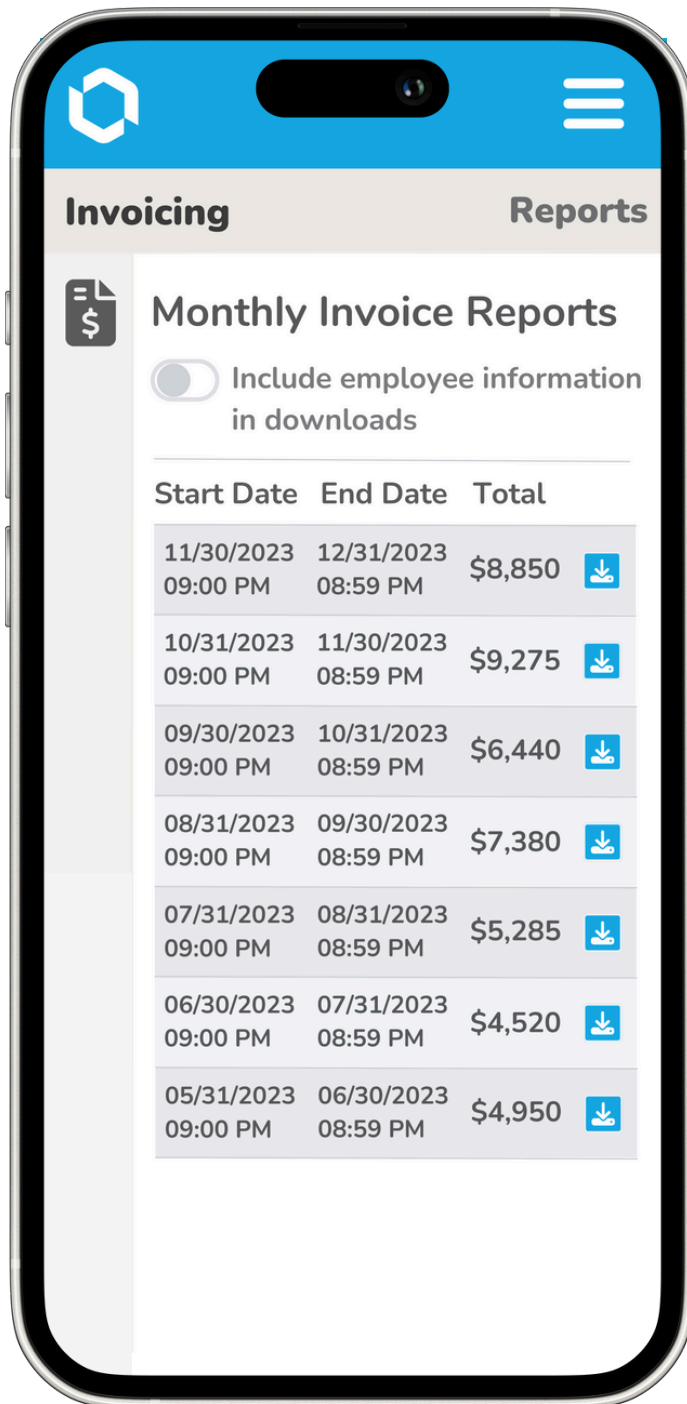 Invoicing Reports
$
Monthly Invoice Reports
Include employee information
in downloads
Start Date End Date Total
11/30/2023 12/31/2023
09:00 PM 08:59 PM $8,850
10/31/2023 11/30/2023
09:00 PM 08:59 PM $9,275
09/30/2023 10/31/2023
09:00 PM 08:59 PM $6,440
08/31/2023 09/30/2023
09:00 PM 08:59 PM $7,380
07/31/2023 08/31/2023
09:00 PM 08:59 PM $5,285
06/30/2023 07/31/2023
09:00 PM 08:59 PM $4,520
05/31/2023 06/30/2023
09:00 PM 08:59 PM $4,950